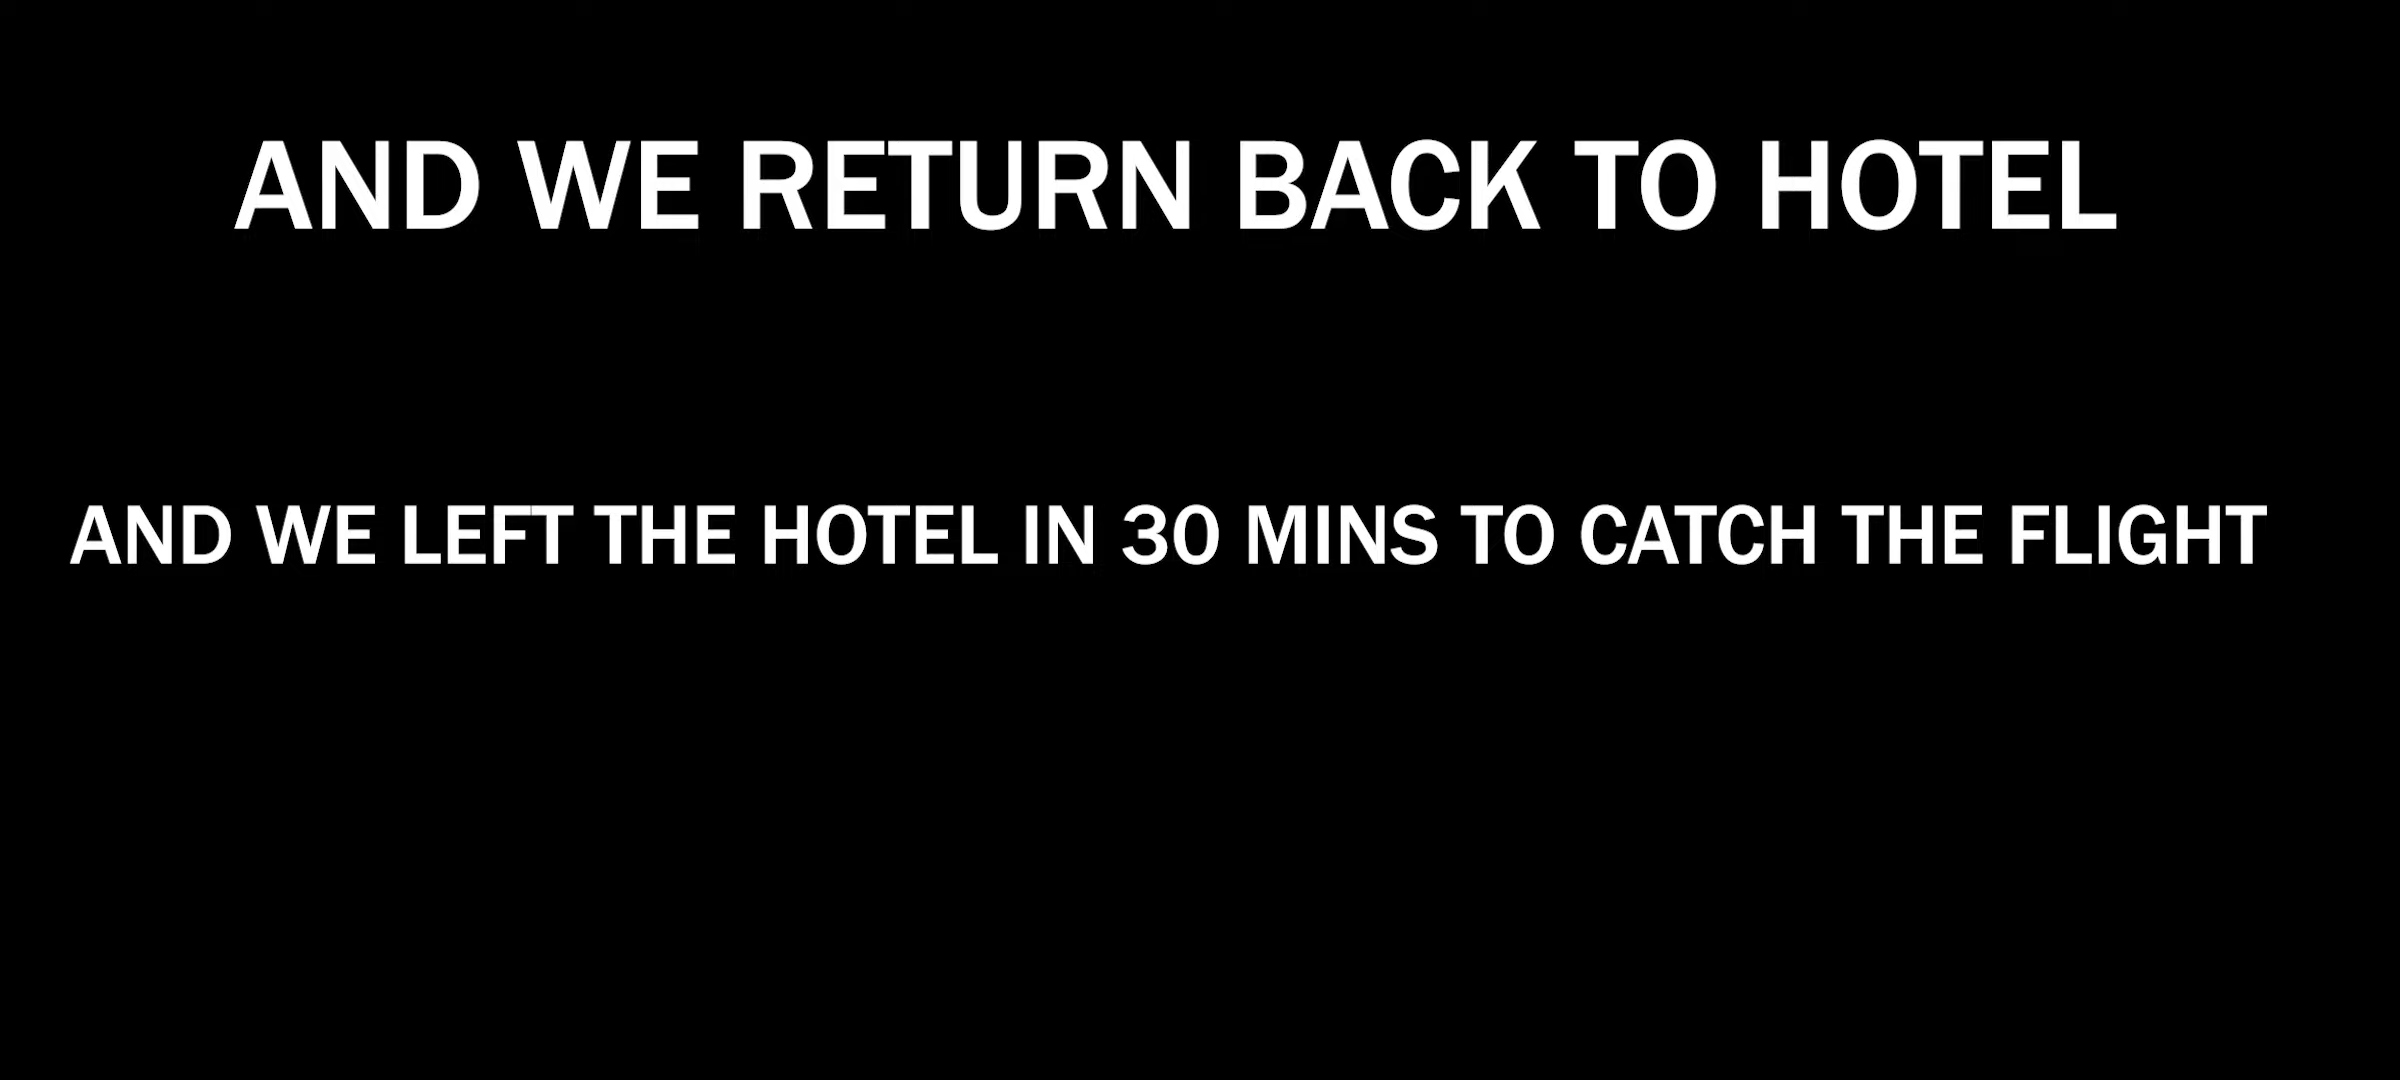 AND WE RETURN BACK TO HOTEL
AND WE LEFT THE HOTEL IN 30 MINS TO CATCH THE FLIGHT